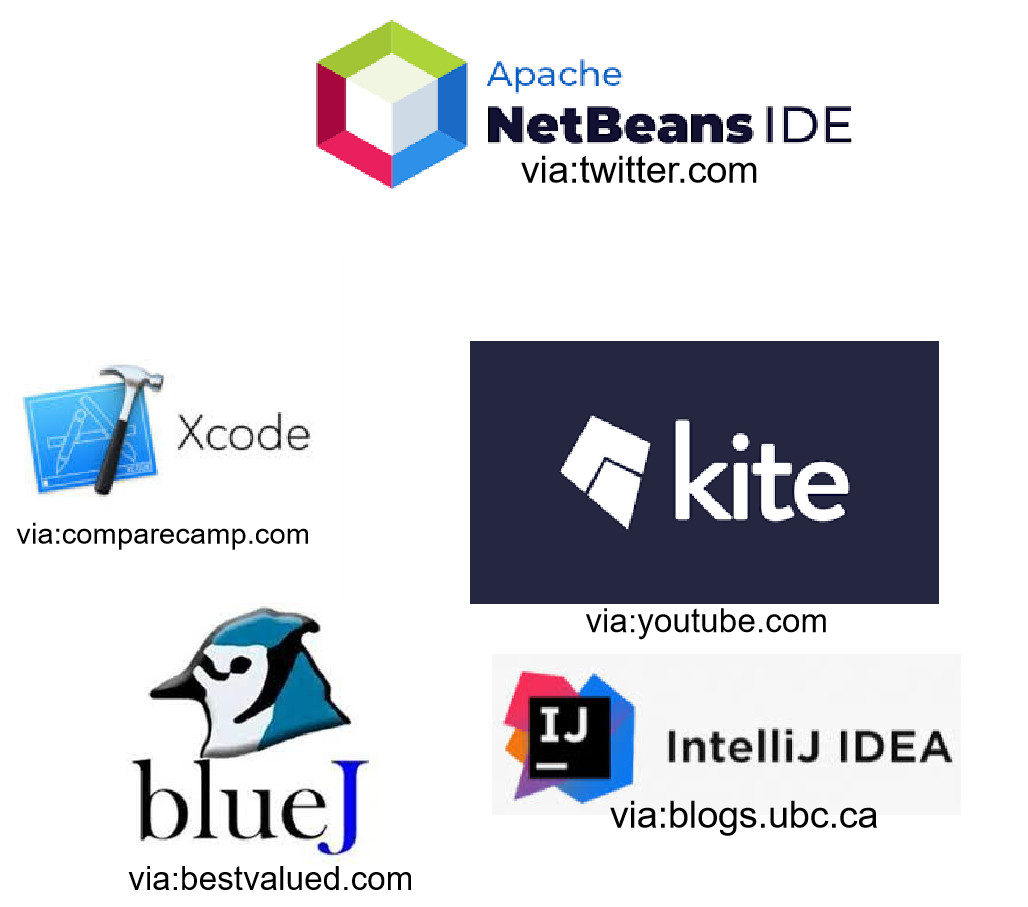 Apache
NetBeans IDE
via:twitter.com
Xcode
via:comparecamp.com
kite
via:youtube.com
blueJ
via:bestvalued.com
IJ
IntelliJ IDEA
via:blogs.ubc.ca